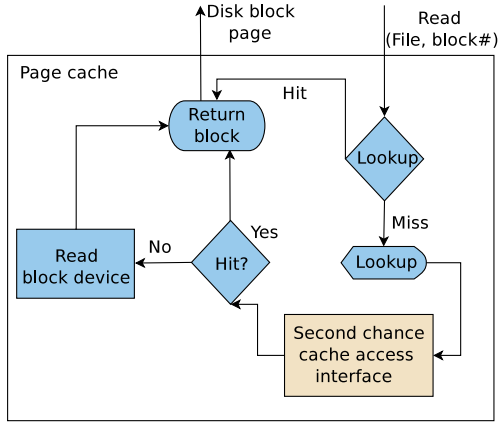 Disk block
page
Read
(File, block#)
Page cache
Hit
Return
block
Lookup
Miss
Yes
No
Hit?
Lookup
Read
block device
Second chance
cache access
interface